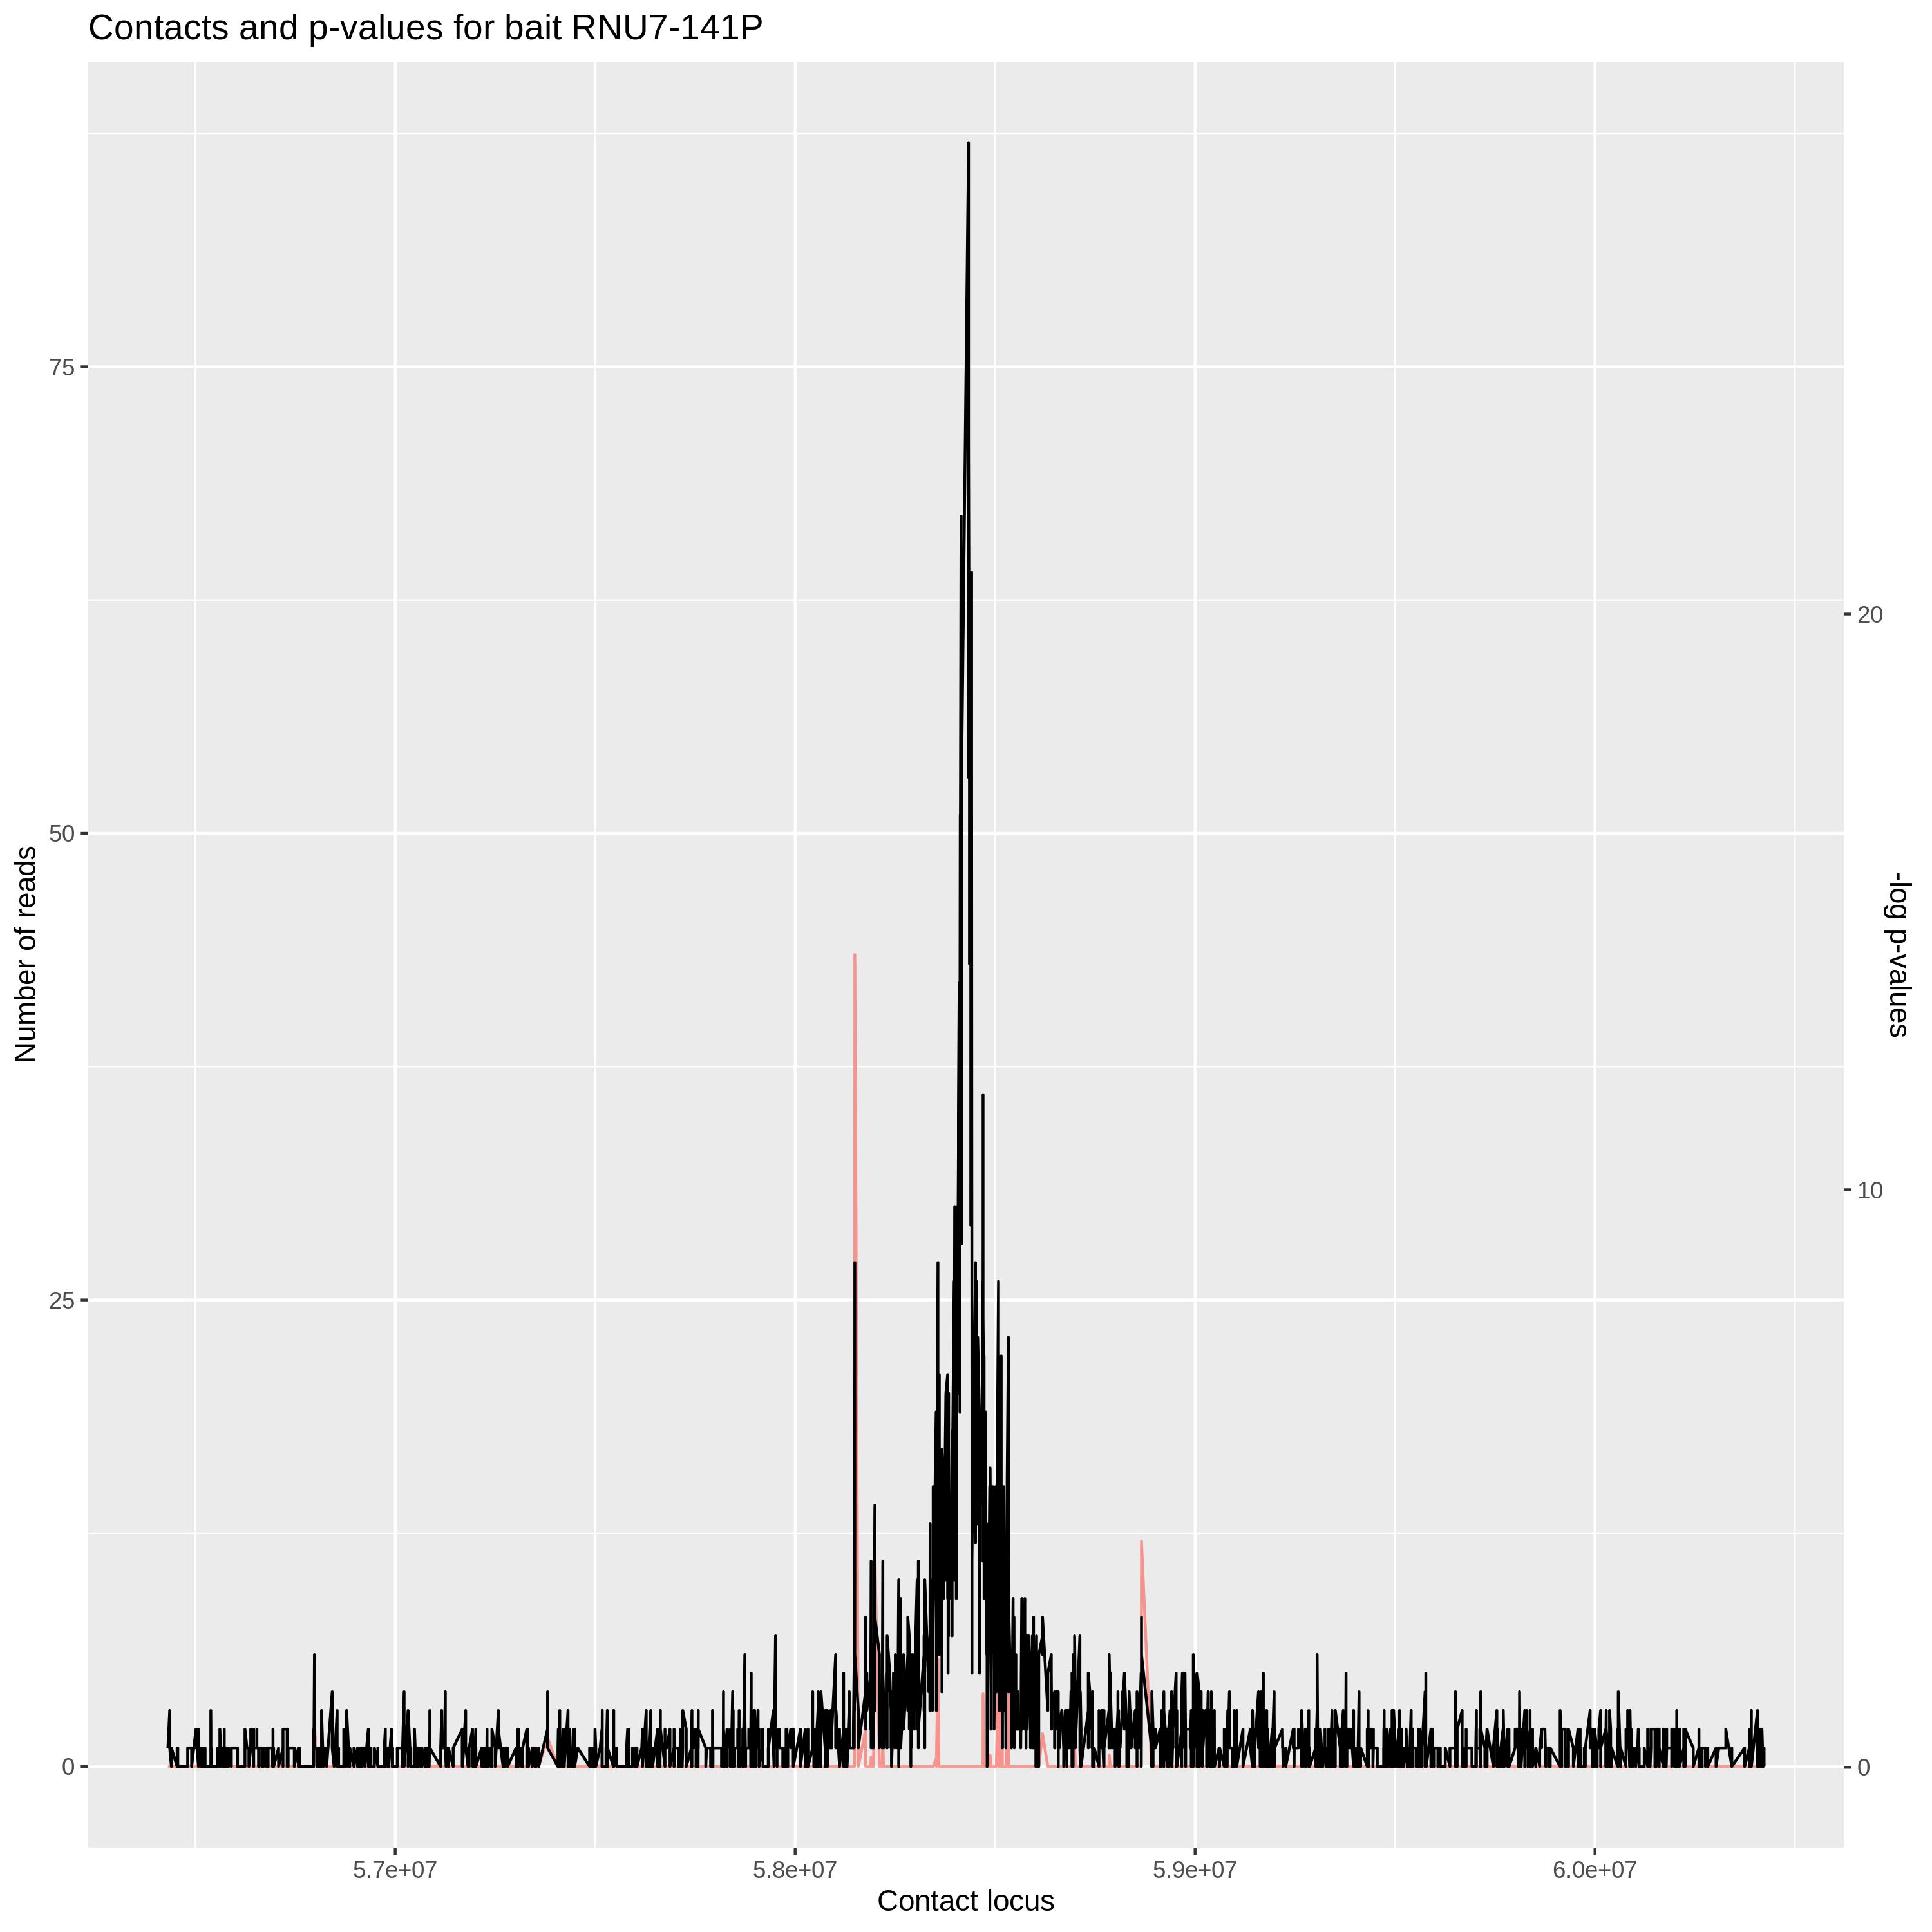 Contacts and p-values for bait RNU7-141P
75
50
25
0
Number of reads
20
10
0
-log p-values
5.7e+07
5.8e+07
5.9e+07
6.0e+07
Contact locus